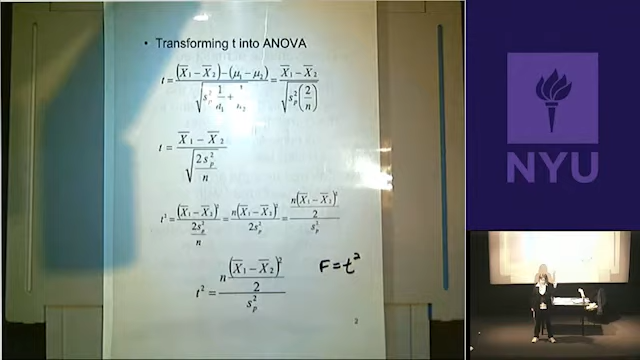 • Transforming t into ANOVA
t = ((X̄₁ − X̄₂) − (μ₁ − μ₂)) / √(s²ₚ 1/n₁ + 1/n₂) = (X̄₁ − X̄₂) / √(s²ₚ (2/n))
t = (X̄₁ − X̄₂) / √(2s²ₚ / n)
t² = (X̄₁ − X̄₂)² / (2s²ₚ / n) = n(X̄₁ − X̄₂)² / 2s²ₚ = (n(X̄₁ − X̄₂)² / 2) / s²ₚ
t² = (n(X̄₁ − X̄₂)² / 2) / s²ₚ F = t²
2
NYU